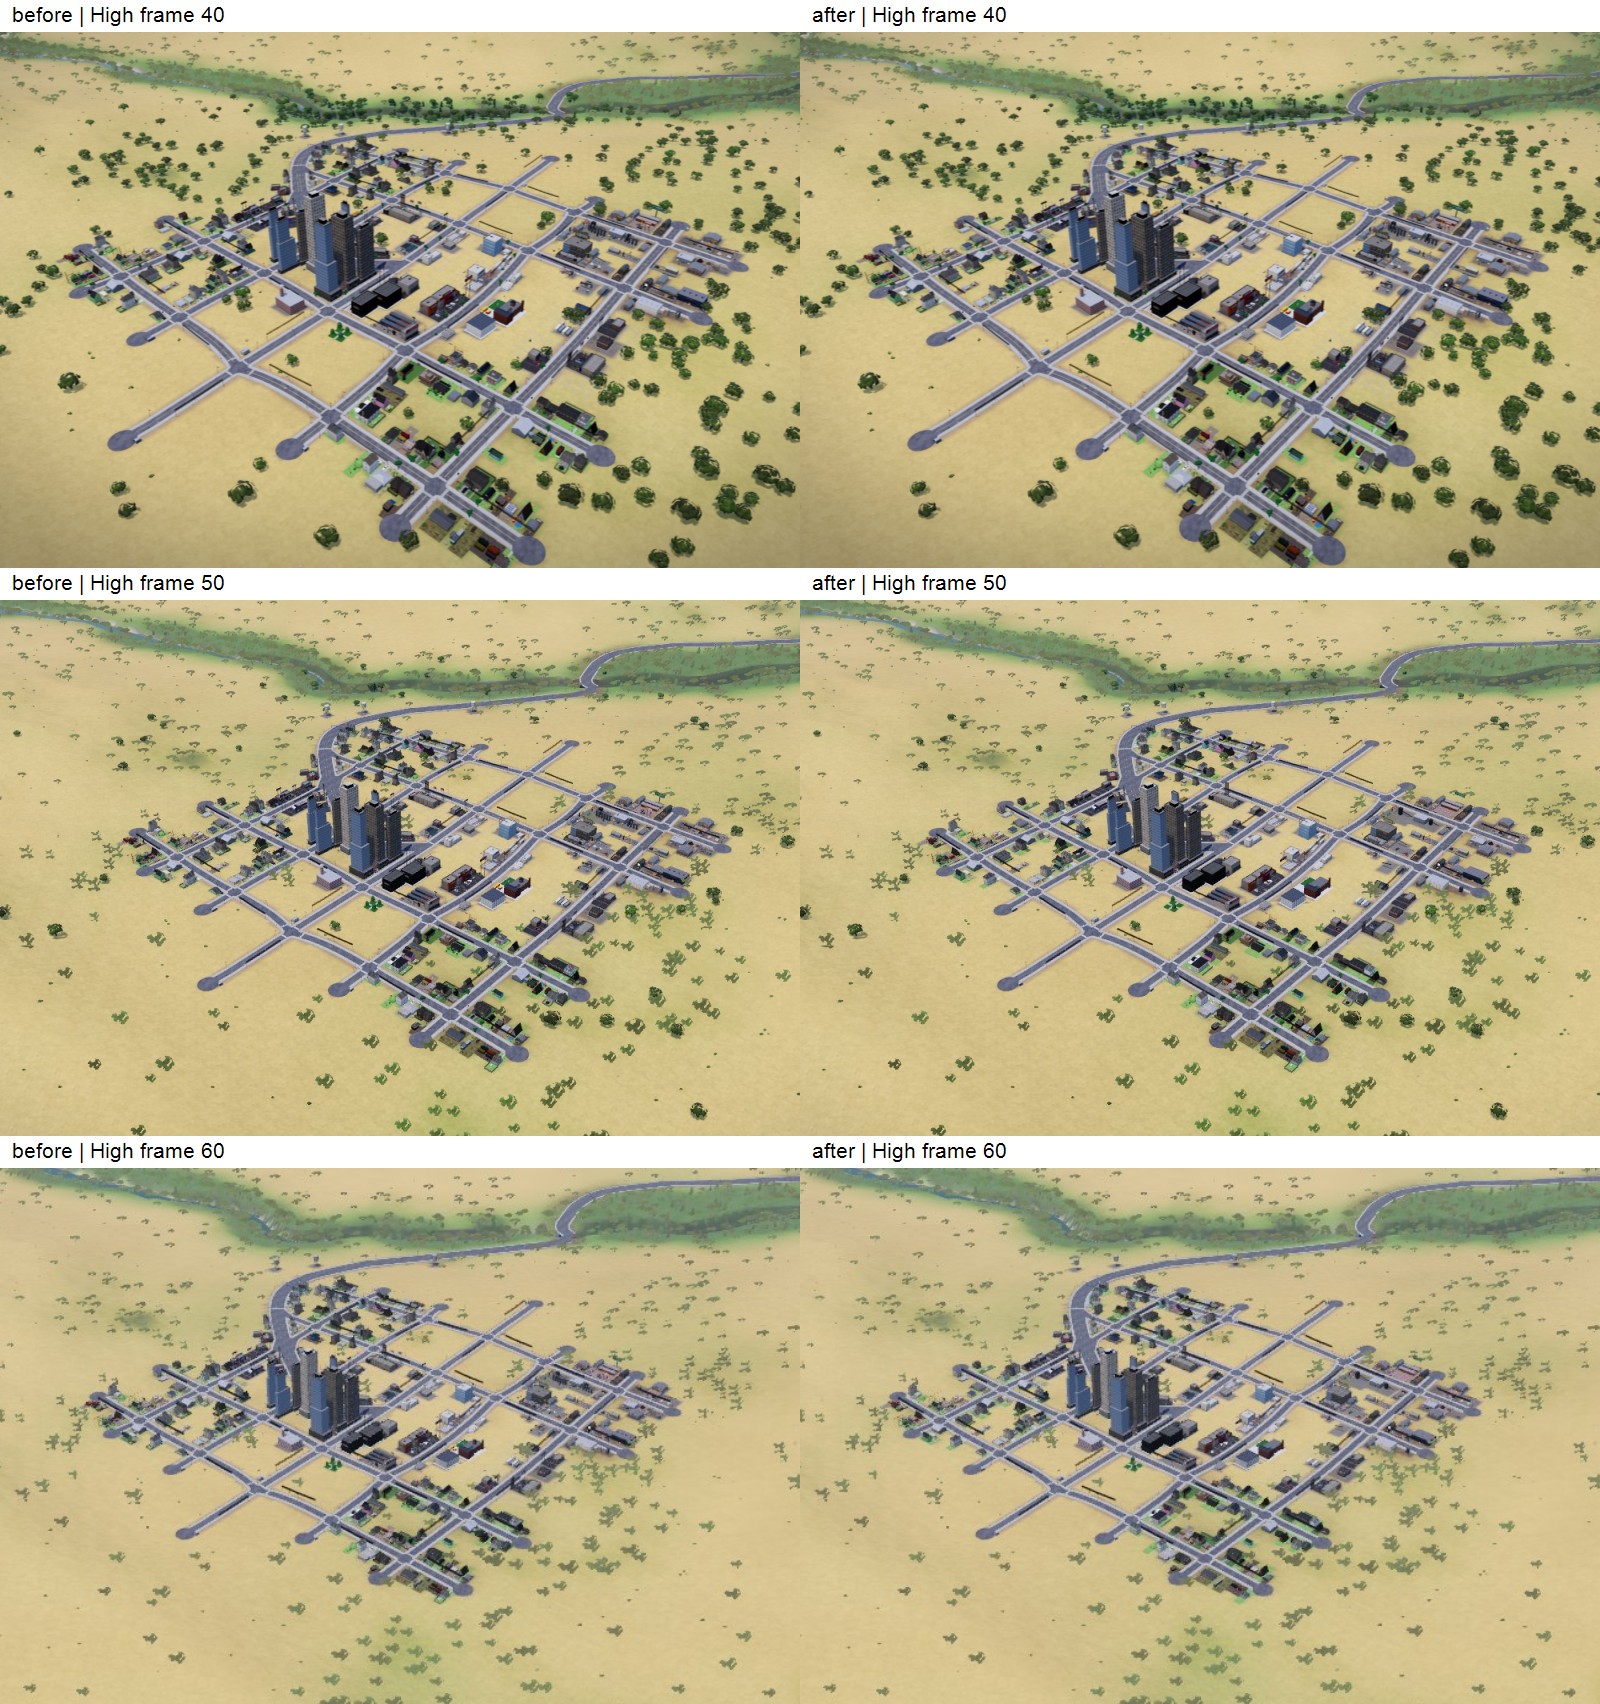 before | High frame 40
after | High frame 40
before | High frame 50
after | High frame 50
before | High frame 60
after | High frame 60